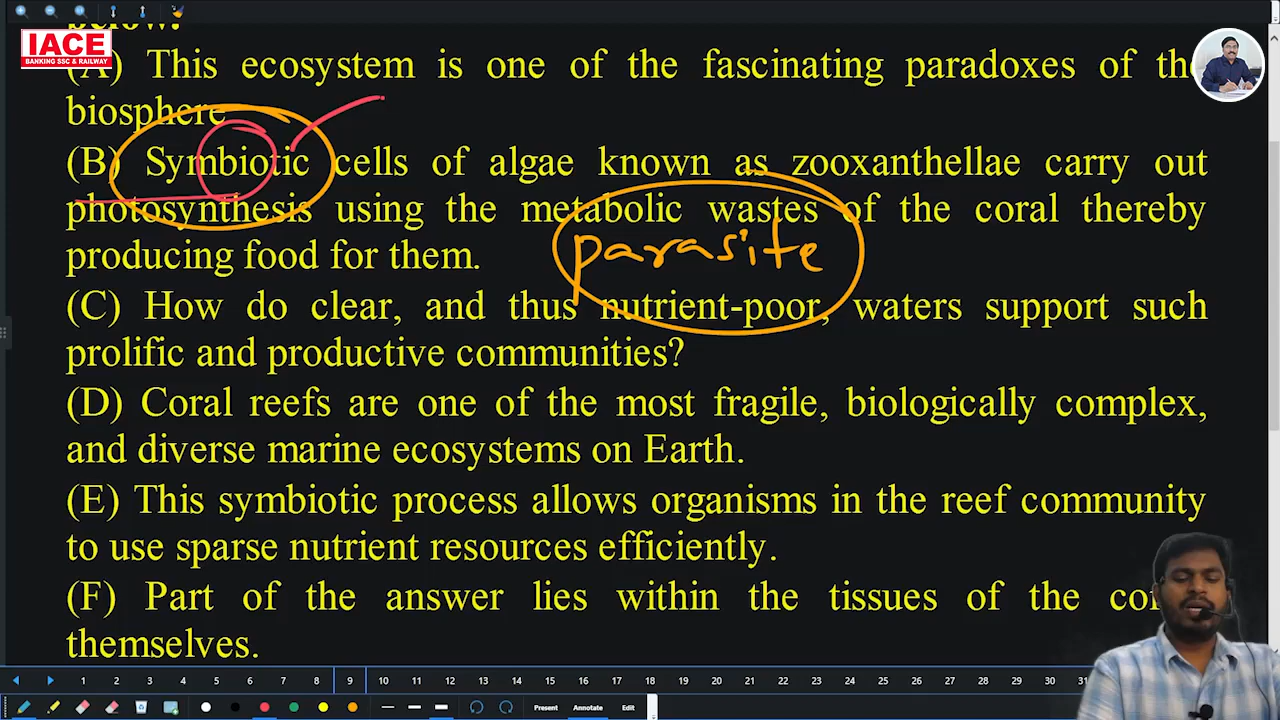 below.
IACE
BANKING SSC & RAILWAY
(A) This ecosystem is one of the fascinating paradoxes of the
biosphere
(B) Symbiotic cells of algae known as zooxanthellae carry out
photosynthesis using the metabolic wastes of the coral thereby
producing food for them.
parasite
(C) How do clear, and thus nutrient-poor, waters support such
prolific and productive communities?
(D) Coral reefs are one of the most fragile, biologically complex,
and diverse marine ecosystems on Earth.
(E) This symbiotic process allows organisms in the reef community
to use sparse nutrient resources efficiently.
(F) Part of the answer lies within the tissues of the
themselves.
1 2 3 4 5 6 7 8 9 10 11 12 13 14 15 16 17 18 19 20 21 22 23 24 25 26 27 28 29 30 31
Present Annotate Edit